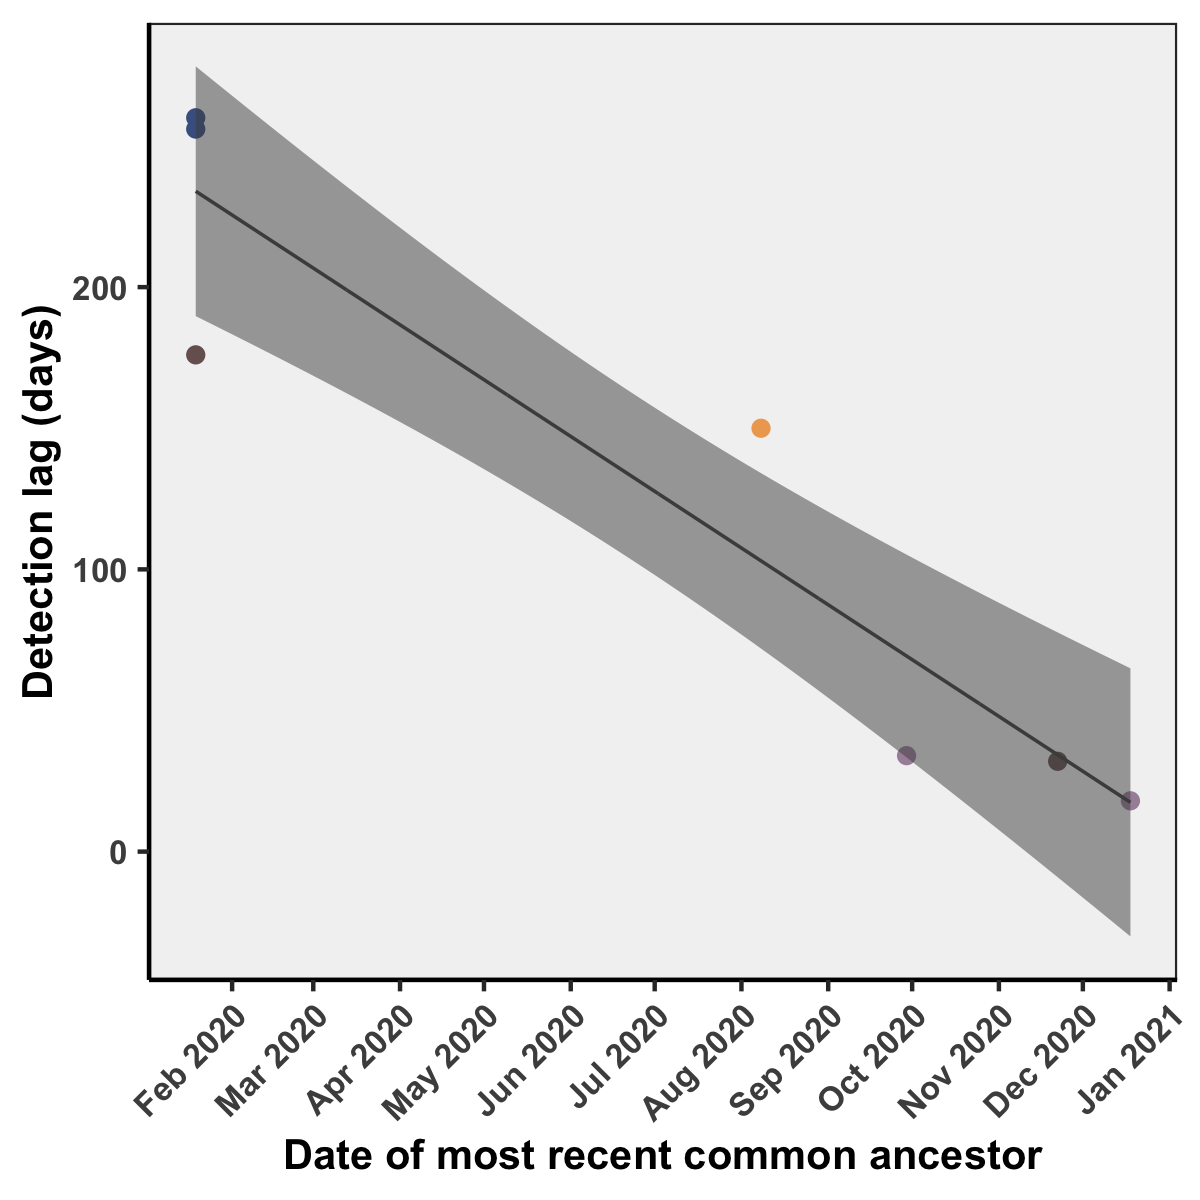 Detection lag (days)
200
100
0
Feb 2020
Mar 2020
Apr 2020
May 2020
Jun 2020
Jul 2020
Aug 2020
Sep 2020
Oct 2020
Nov 2020
Dec 2020
Jan 2021
Date of most recent common ancestor